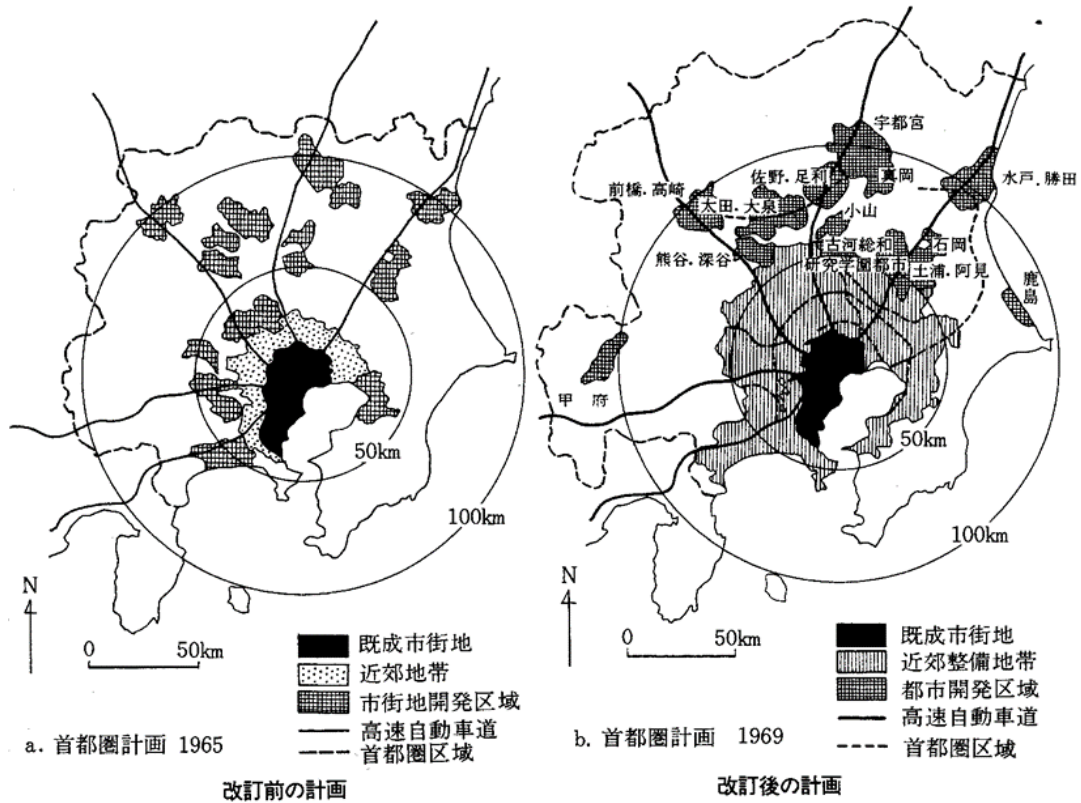 50km
100km
N
0 50km
既成市街地
近郊地帯
市街地開発区域
高速自動車道
首都圏区域
a. 首都圏計画 1965
改訂前の計画
宇都宮
佐野.足利
真岡
水戸.勝田
前橋.高崎
太田.大泉
小山
古河総和
石岡
熊谷.深谷
研究学園都市
土浦.阿見
鹿島
甲府
50km
100km
N
0 50km
既成市街地
近郊整備地帯
都市開発区域
高速自動車道
首都圏区域
b. 首都圏計画 1969
改訂後の計画